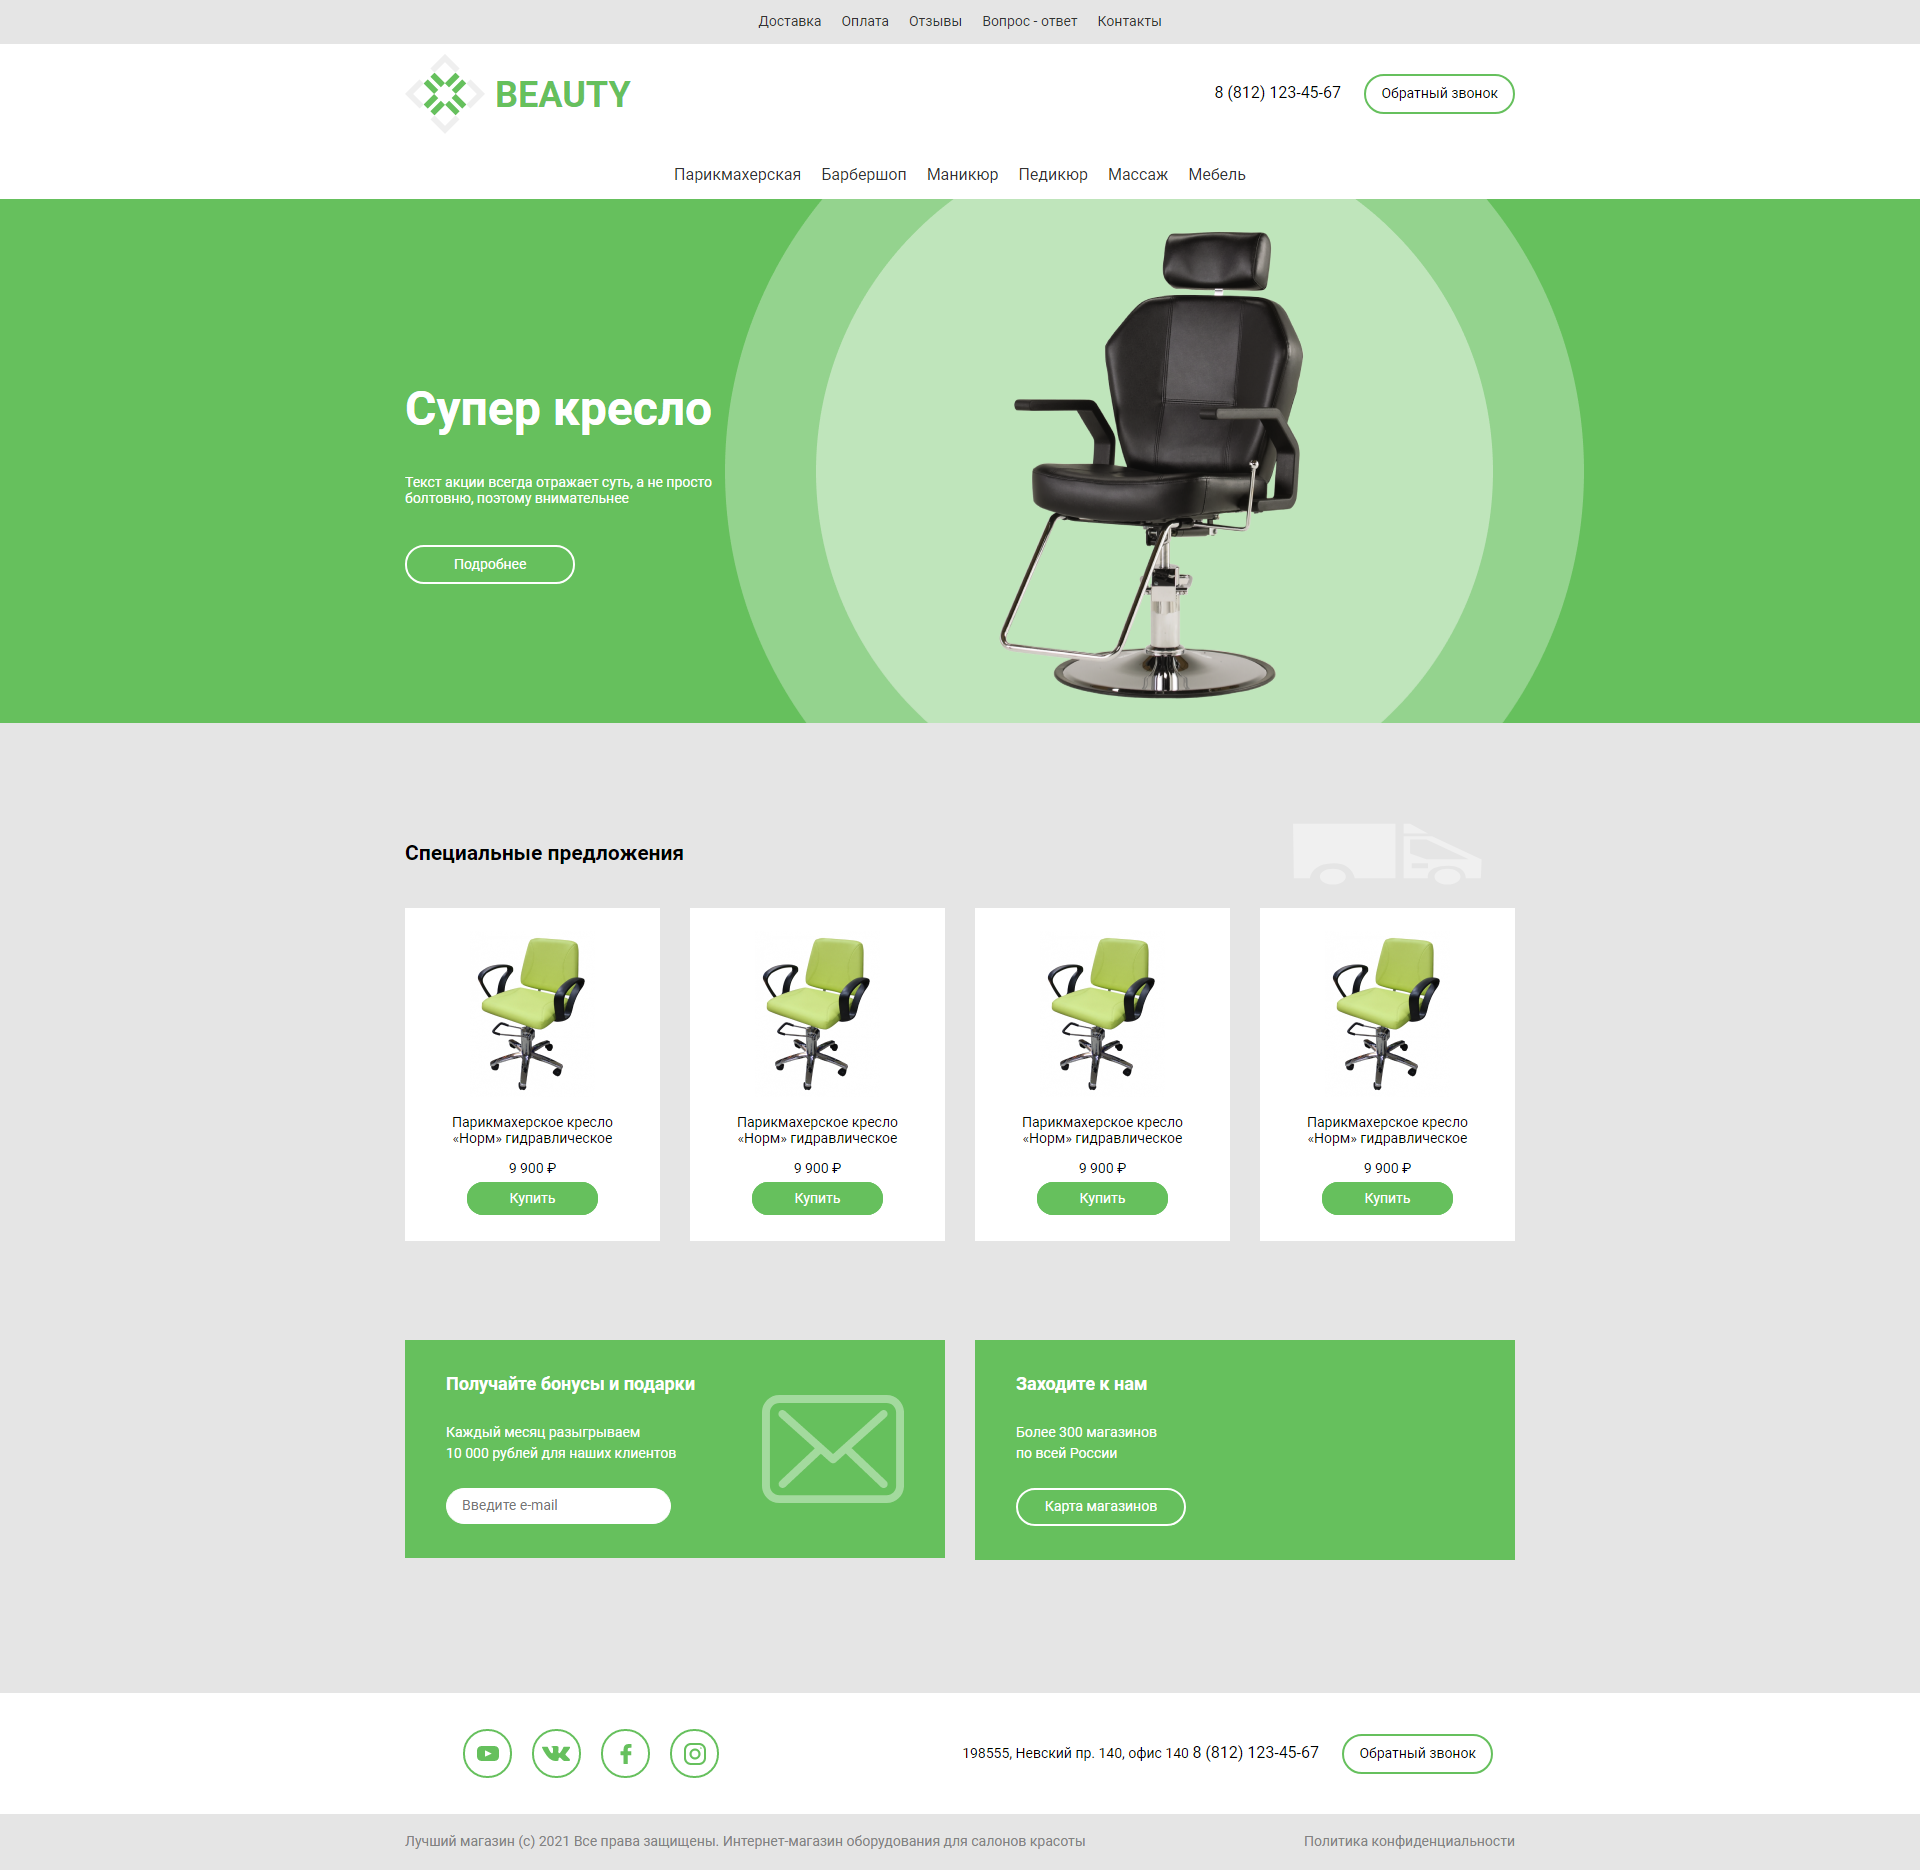 Доставка Оплата Отзывы Вопрос - ответ Контакты
BEAUTY
8 (812) 123-45-67
Обратный звонок
Парикмахерская Барбершоп Маникюр Педикюр Массаж Мебель
Супер кресло
Текст акции всегда отражает суть, а не просто
болтовню, поэтому внимательнее
Подробнее
Специальные предложения
Парикмахерское кресло
«Норм» гидравлическое
9 900 ₽
Купить
Парикмахерское кресло
«Норм» гидравлическое
9 900 ₽
Купить
Парикмахерское кресло
«Норм» гидравлическое
9 900 ₽
Купить
Парикмахерское кресло
«Норм» гидравлическое
9 900 ₽
Купить
Получайте бонусы и подарки
Каждый месяц разыгрываем
10 000 рублей для наших клиентов
Введите e-mail
Заходите к нам
Более 300 магазинов
по всей России
Карта магазинов
198555, Невский пр. 140, офис 140 8 (812) 123-45-67
Обратный звонок
Лучший магазин (с) 2021 Все права защищены. Интернет-магазин оборудования для салонов красоты
Политика конфиденциальности